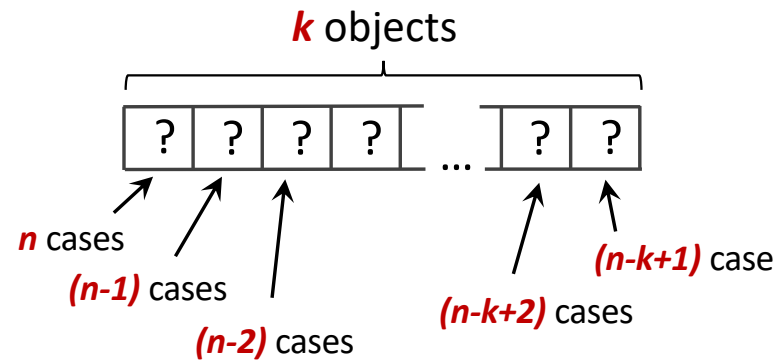 k objects
? ? ? ? ... ? ?
n cases
(n-1) cases
(n-2) cases
(n-k+2) cases
(n-k+1) case